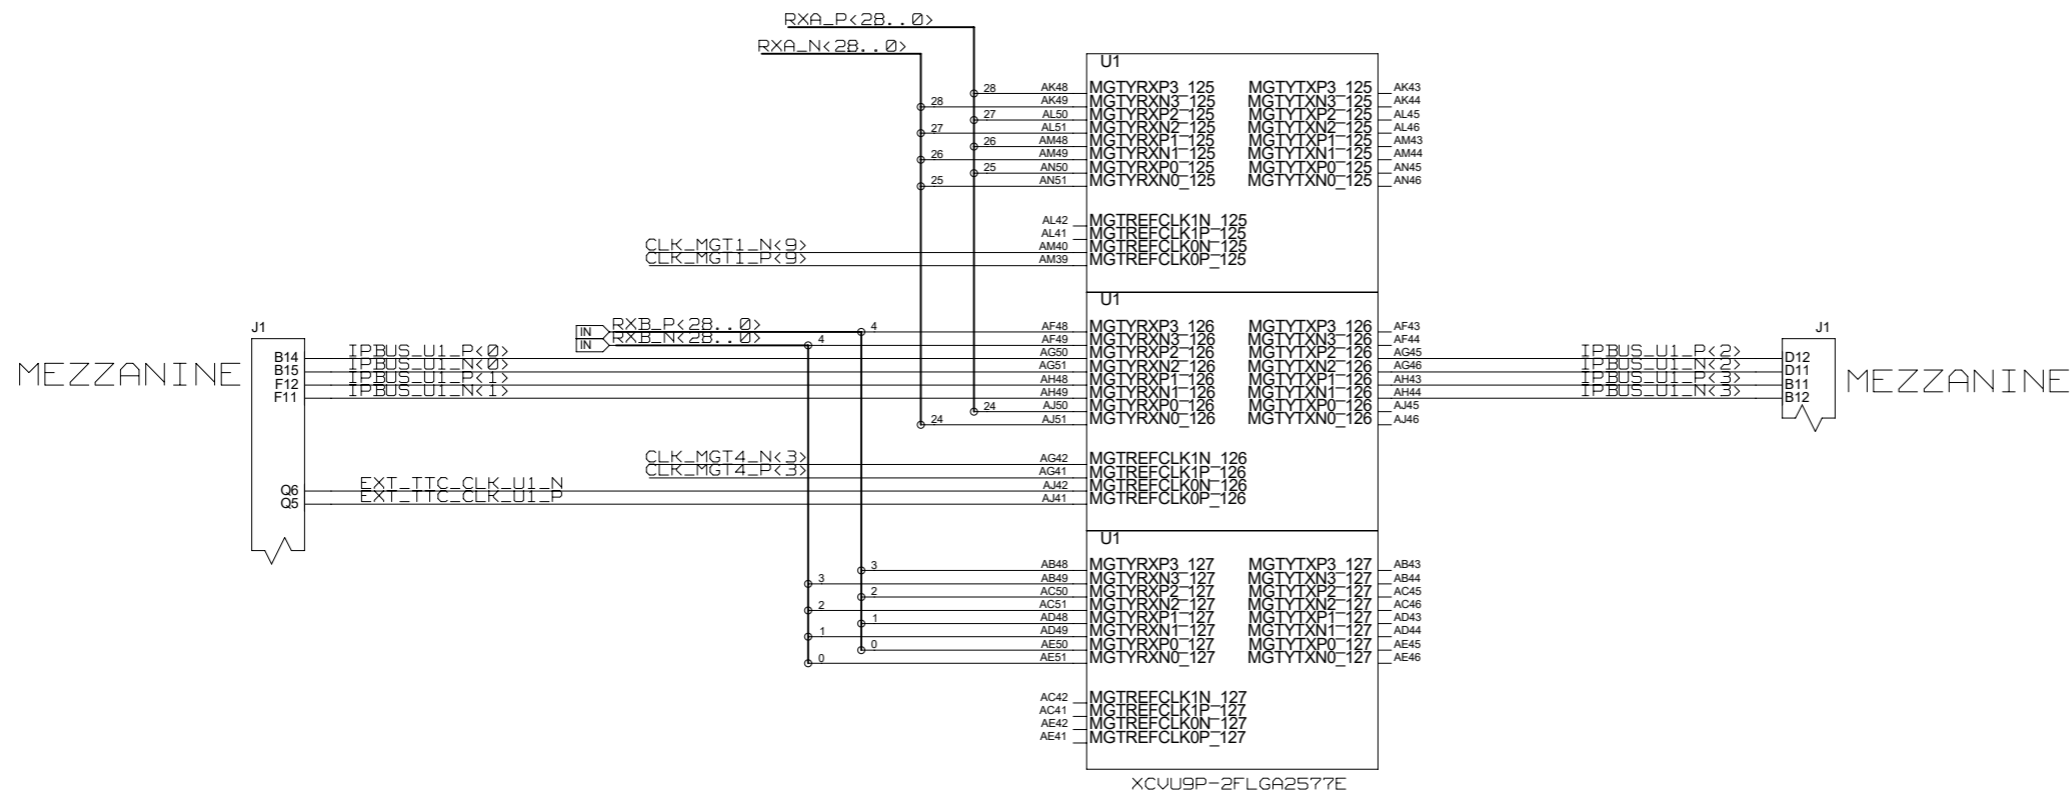 RXA_P<28..0>
RXA_N<28..0>
U1
28 AK48 MGTYRXP3_125 MGTYTXP3_125 AK43
28 AK49 MGTYRXN3_125 MGTYTXN3_125 AK44
27 AL50 MGTYRXP2_125 MGTYTXP2_125 AL45
27 AL51 MGTYRXN2_125 MGTYTXN2_125 AL46
26 AM48 MGTYRXP1_125 MGTYTXP1_125 AM43
26 AM49 MGTYRXN1_125 MGTYTXN1_125 AM44
25 AN50 MGTYRXP0_125 MGTYTXP0_125 AN45
25 AN51 MGTYRXN0_125 MGTYTXN0_125 AN46
AL42 MGTREFCLK1N_125
AL41 MGTREFCLK1P_125
CLK_MGT1_N<9> AM40 MGTREFCLK0N_125
CLK_MGT1_P<9> AM39 MGTREFCLK0P_125
U1
J1
J1
IN RXB_P<28..0> 4 AF48 MGTYRXP3_126 MGTYTXP3_126 AF43
IN RXB_N<28..0> 4 AF49 MGTYRXN3_126 MGTYTXN3_126 AF44
B14 IPBUS_U1_P<0> AG50 MGTYRXP2_126 MGTYTXP2_126 AG45 IPBUS_U1_P<2> D12
B15 IPBUS_U1_N<0> AG51 MGTYRXN2_126 MGTYTXN2_126 AG46 IPBUS_U1_N<2> D11
MEZZANINE
MEZZANINE
F12 IPBUS_U1_P<1> AH48 MGTYRXP1_126 MGTYTXP1_126 AH43 IPBUS_U1_P<3> B11
F11 IPBUS_U1_N<1> AH49 MGTYRXN1_126 MGTYTXN1_126 AH44 IPBUS_U1_N<3> B12
24 AJ50 MGTYRXP0_126 MGTYTXP0_126 AJ45
24 AJ51 MGTYRXN0_126 MGTYTXN0_126 AJ46
CLK_MGT4_N<3> AG42 MGTREFCLK1N_126
CLK_MGT4_P<3> AG41 MGTREFCLK1P_126
Q6 EXT_TTC_CLK_U1_N AJ42 MGTREFCLK0N_126
Q5 EXT_TTC_CLK_U1_P AJ41 MGTREFCLK0P_126
U1
3 AB48 MGTYRXP3_127 MGTYTXP3_127 AB43
3 AB49 MGTYRXN3_127 MGTYTXN3_127 AB44
2 AC50 MGTYRXP2_127 MGTYTXP2_127 AC45
2 AC51 MGTYRXN2_127 MGTYTXN2_127 AC46
1 AD48 MGTYRXP1_127 MGTYTXP1_127 AD43
1 AD49 MGTYRXN1_127 MGTYTXN1_127 AD44
0 AE50 MGTYRXP0_127 MGTYTXP0_127 AE45
0 AE51 MGTYRXN0_127 MGTYTXN0_127 AE46
AC42 MGTREFCLK1N_127
AC41 MGTREFCLK1P_127
AE42 MGTREFCLK0N_127
AE41 MGTREFCLK0P_127
XCVU9P-2FLGA2577E